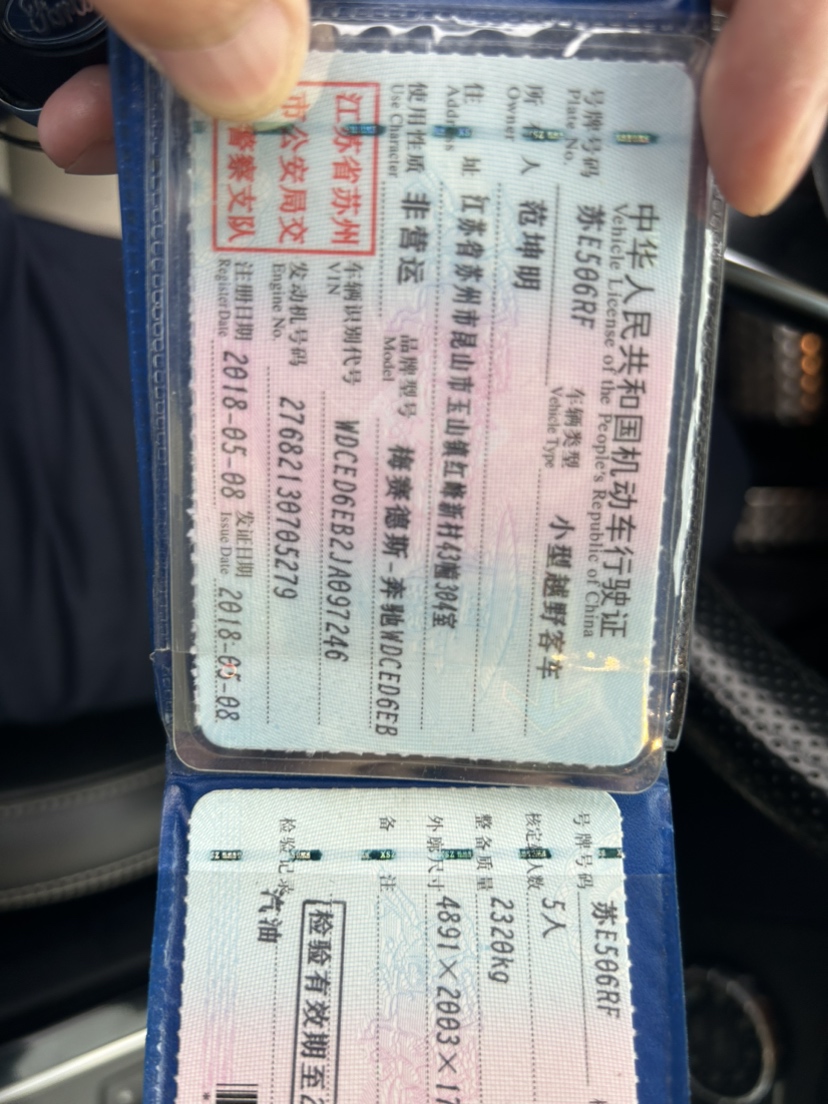 中华人民共和国机动车行驶证
Vehicle License of the People's Republic of China
号牌号码 苏E506RF 车辆类型 小型越野客车
Plate No. Vehicle Type
所有人 范坤明
Owner
住址 江苏省苏州市昆山市玉山镇红峰新村43幢304室
Address
使用性质 非营运 品牌型号 梅赛德斯-奔驰WDCED6EB
Use Character Model
江苏省苏州
市公安局交
警察支队
车辆识别代号 WDCED6EB2JA097246
VIN
发动机号码 27682130705279
Engine No.
注册日期 2018-05-08 发证日期 2018-05-08
Register Date Issue Date
号牌号码 苏E506RF
核定载人数 5人
整备质量 2320kg
外廓尺寸 4891×2003×17
备注
检验有效期至2
检验记录
汽油